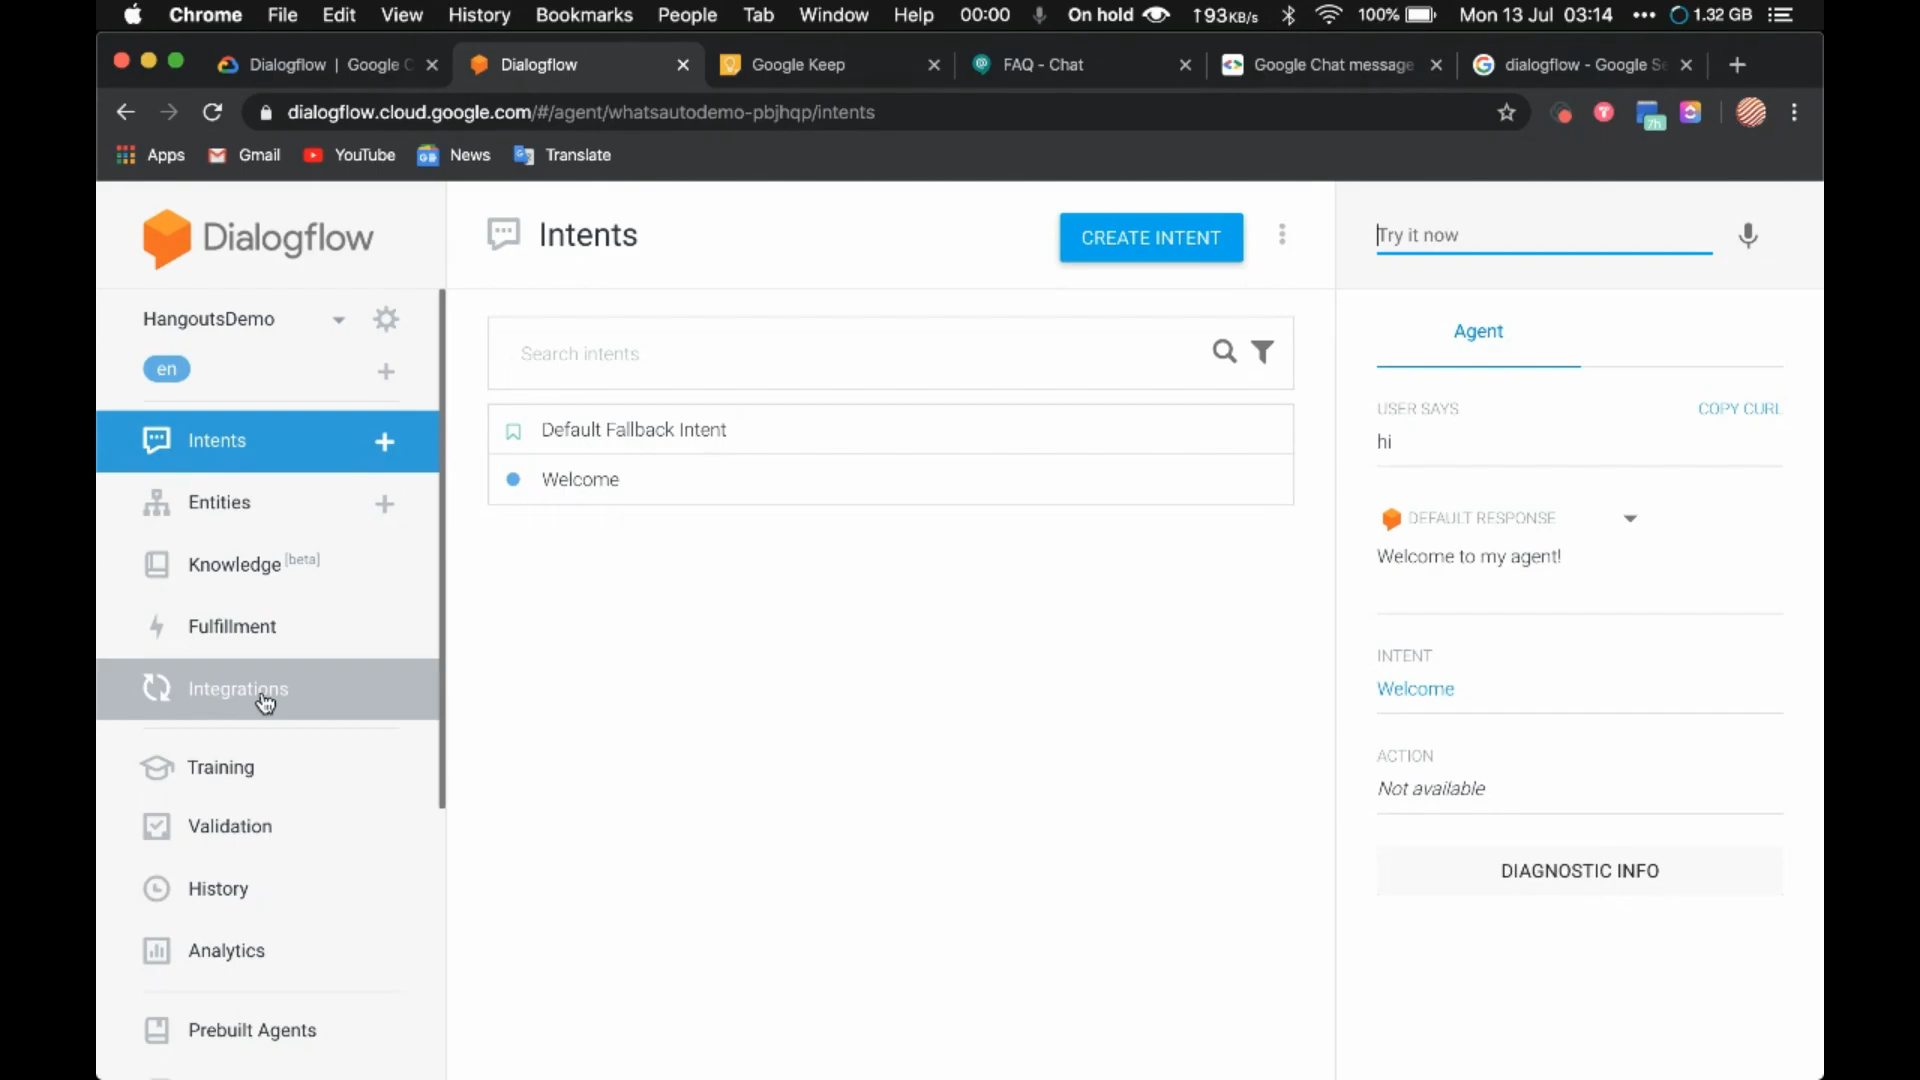 Chrome File Edit View History Bookmarks People Tab Window Help 00:00 On hold ↑93KB/s 100% Mon 13 Jul 03:14 ••• 1.32 GB
Dialogflow | Google C Dialogflow Google Keep FAQ - Chat Google Chat message dialogflow - Google Se
dialogflow.cloud.google.com/#/agent/whatsautodemo-pbjhqp/intents
7h
Apps Gmail YouTube News Translate
Dialogflow
HangoutsDemo
en
Intents
Entities
Knowledge [beta]
Fulfillment
Integrations
Training
Validation
History
Analytics
Prebuilt Agents
Intents
CREATE INTENT
Search intents
Default Fallback Intent
Welcome
Try it now
Agent
USER SAYS COPY CURL
hi
DEFAULT RESPONSE
Welcome to my agent!
INTENT
Welcome
ACTION
Not available
DIAGNOSTIC INFO